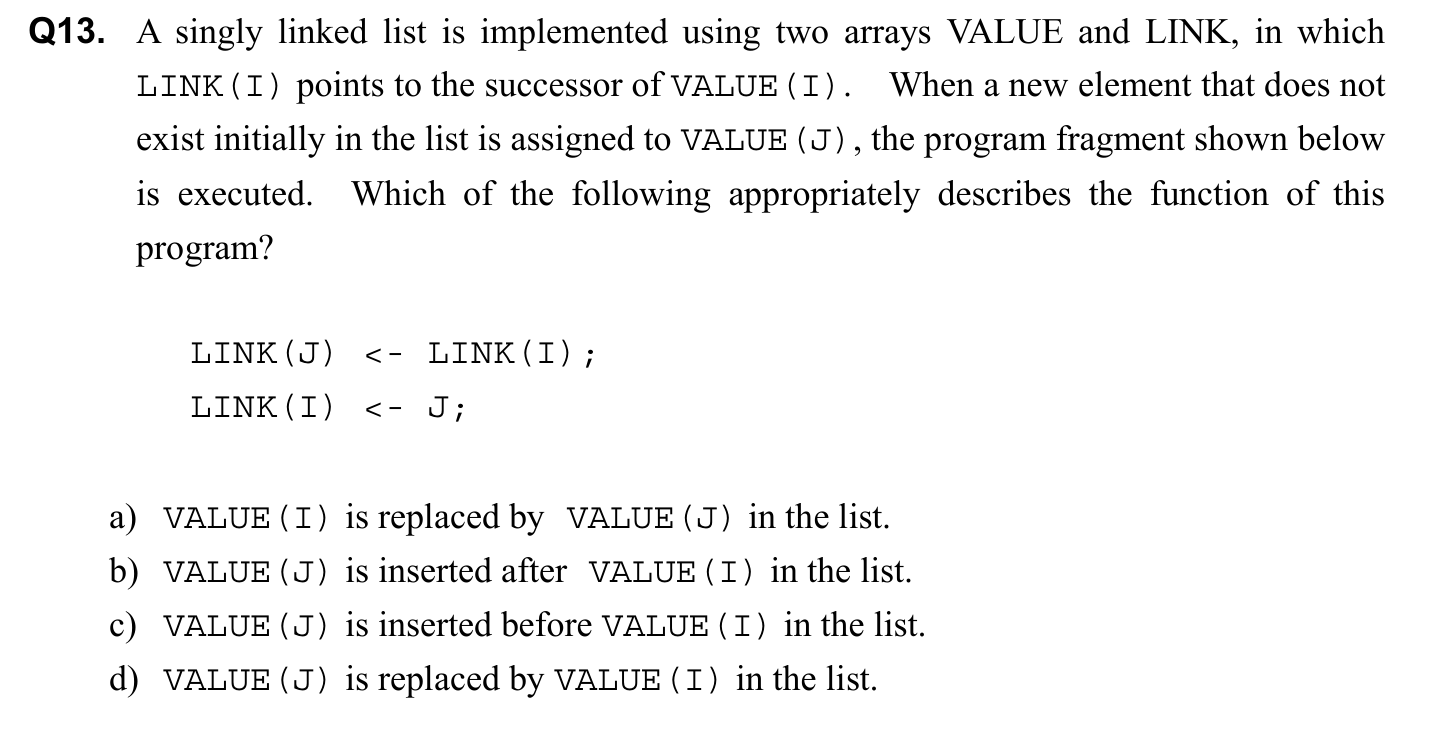 Q13. A singly linked list is implemented using two arrays VALUE and LINK, in which
LINK(I) points to the successor of VALUE(I). When a new element that does not
exist initially in the list is assigned to VALUE(J), the program fragment shown below
is executed. Which of the following appropriately describes the function of this
program?
LINK(J) <- LINK(I);
LINK(I) <- J;
a) VALUE(I) is replaced by VALUE(J) in the list.
b) VALUE(J) is inserted after VALUE(I) in the list.
c) VALUE(J) is inserted before VALUE(I) in the list.
d) VALUE(J) is replaced by VALUE(I) in the list.